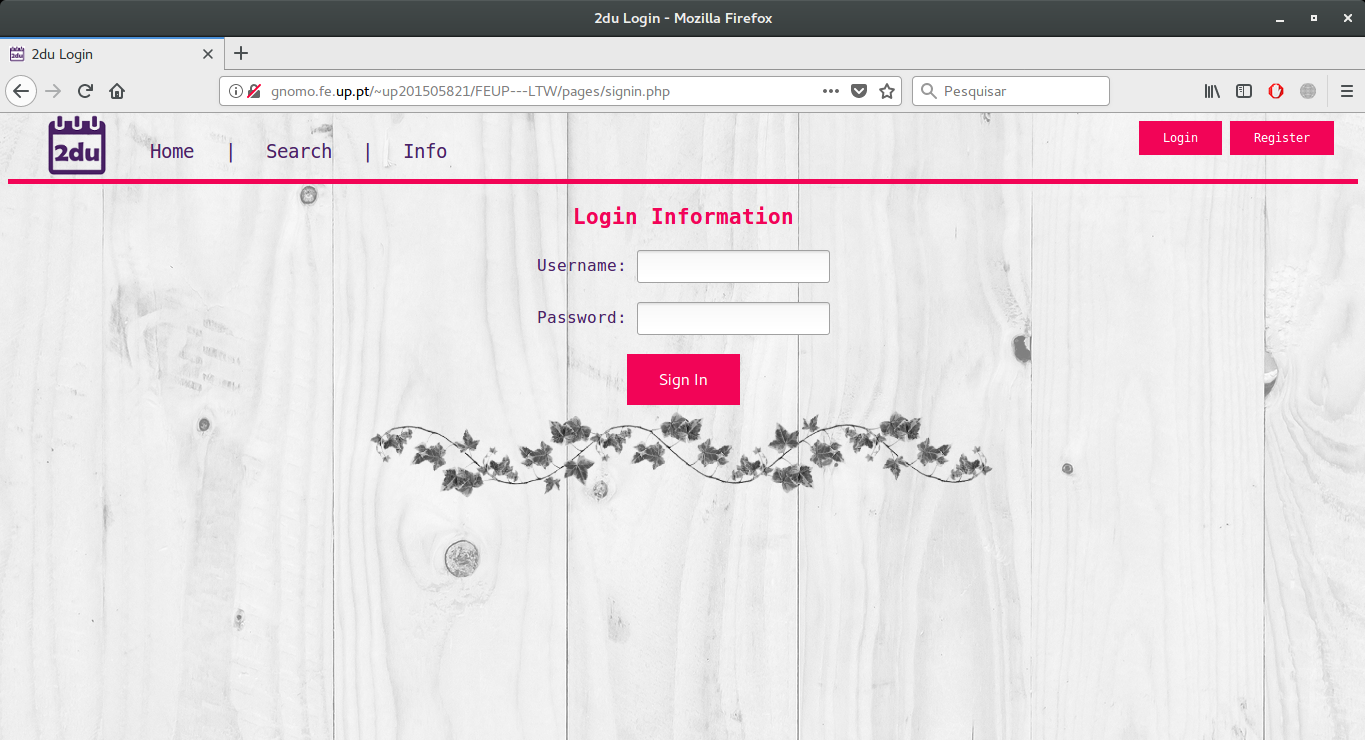 2du Login - Mozilla Firefox
2du Login
gnomo.fe.up.pt/~up201505821/FEUP---LTW/pages/signin.php
Pesquisar
2du
Home | Search | Info
Login Register
Login Information
Username:
Password:
Sign In